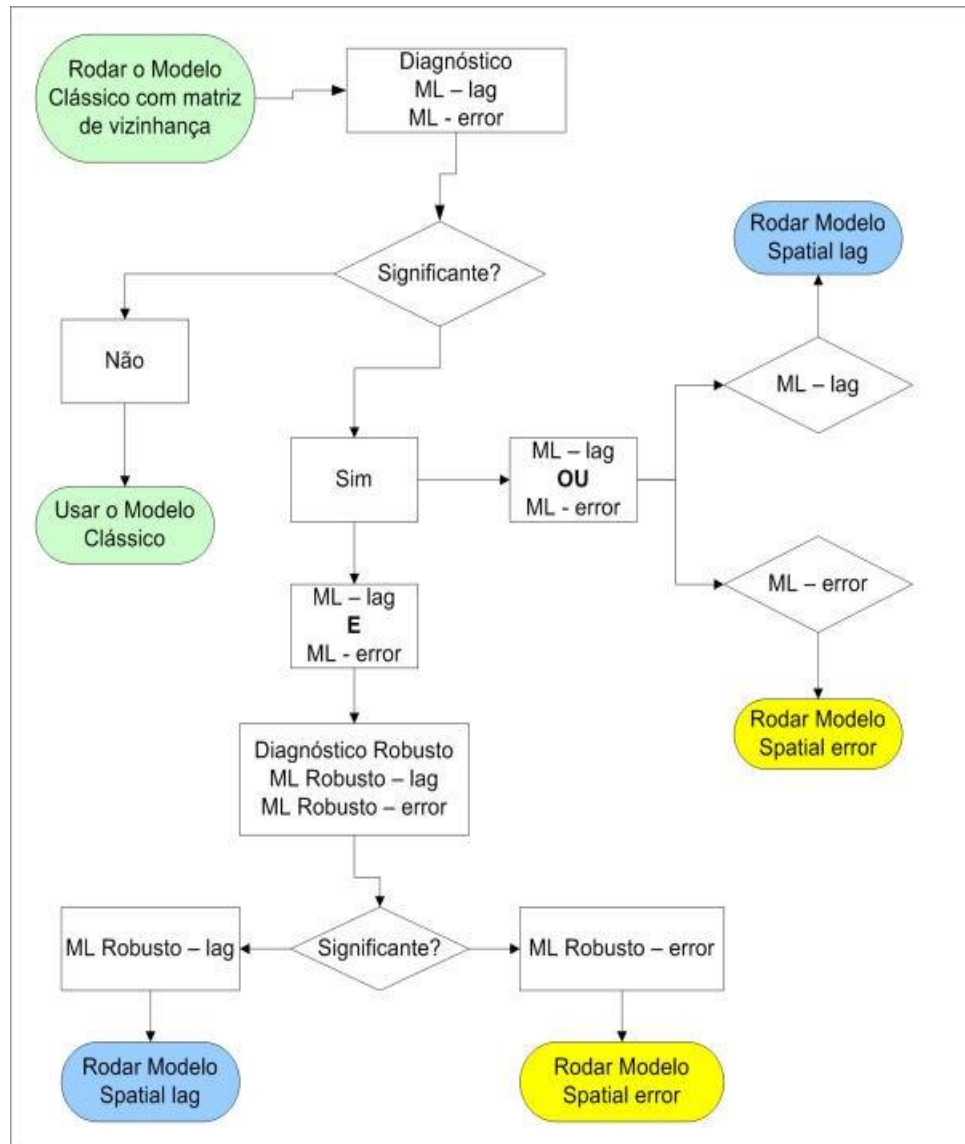 Rodar o Modelo
Clássico com matriz
de vizinhança
Diagnóstico
ML – lag
ML - error
Significante?
Não
Usar o Modelo
Clássico
Sim
ML – lag
OU
ML - error
ML – lag
Rodar Modelo
Spatial lag
ML – error
Rodar Modelo
Spatial error
ML – lag
E
ML - error
Diagnóstico Robusto
ML Robusto – lag
ML Robusto – error
Significante?
ML Robusto – lag
Rodar Modelo
Spatial lag
ML Robusto – error
Rodar Modelo
Spatial error